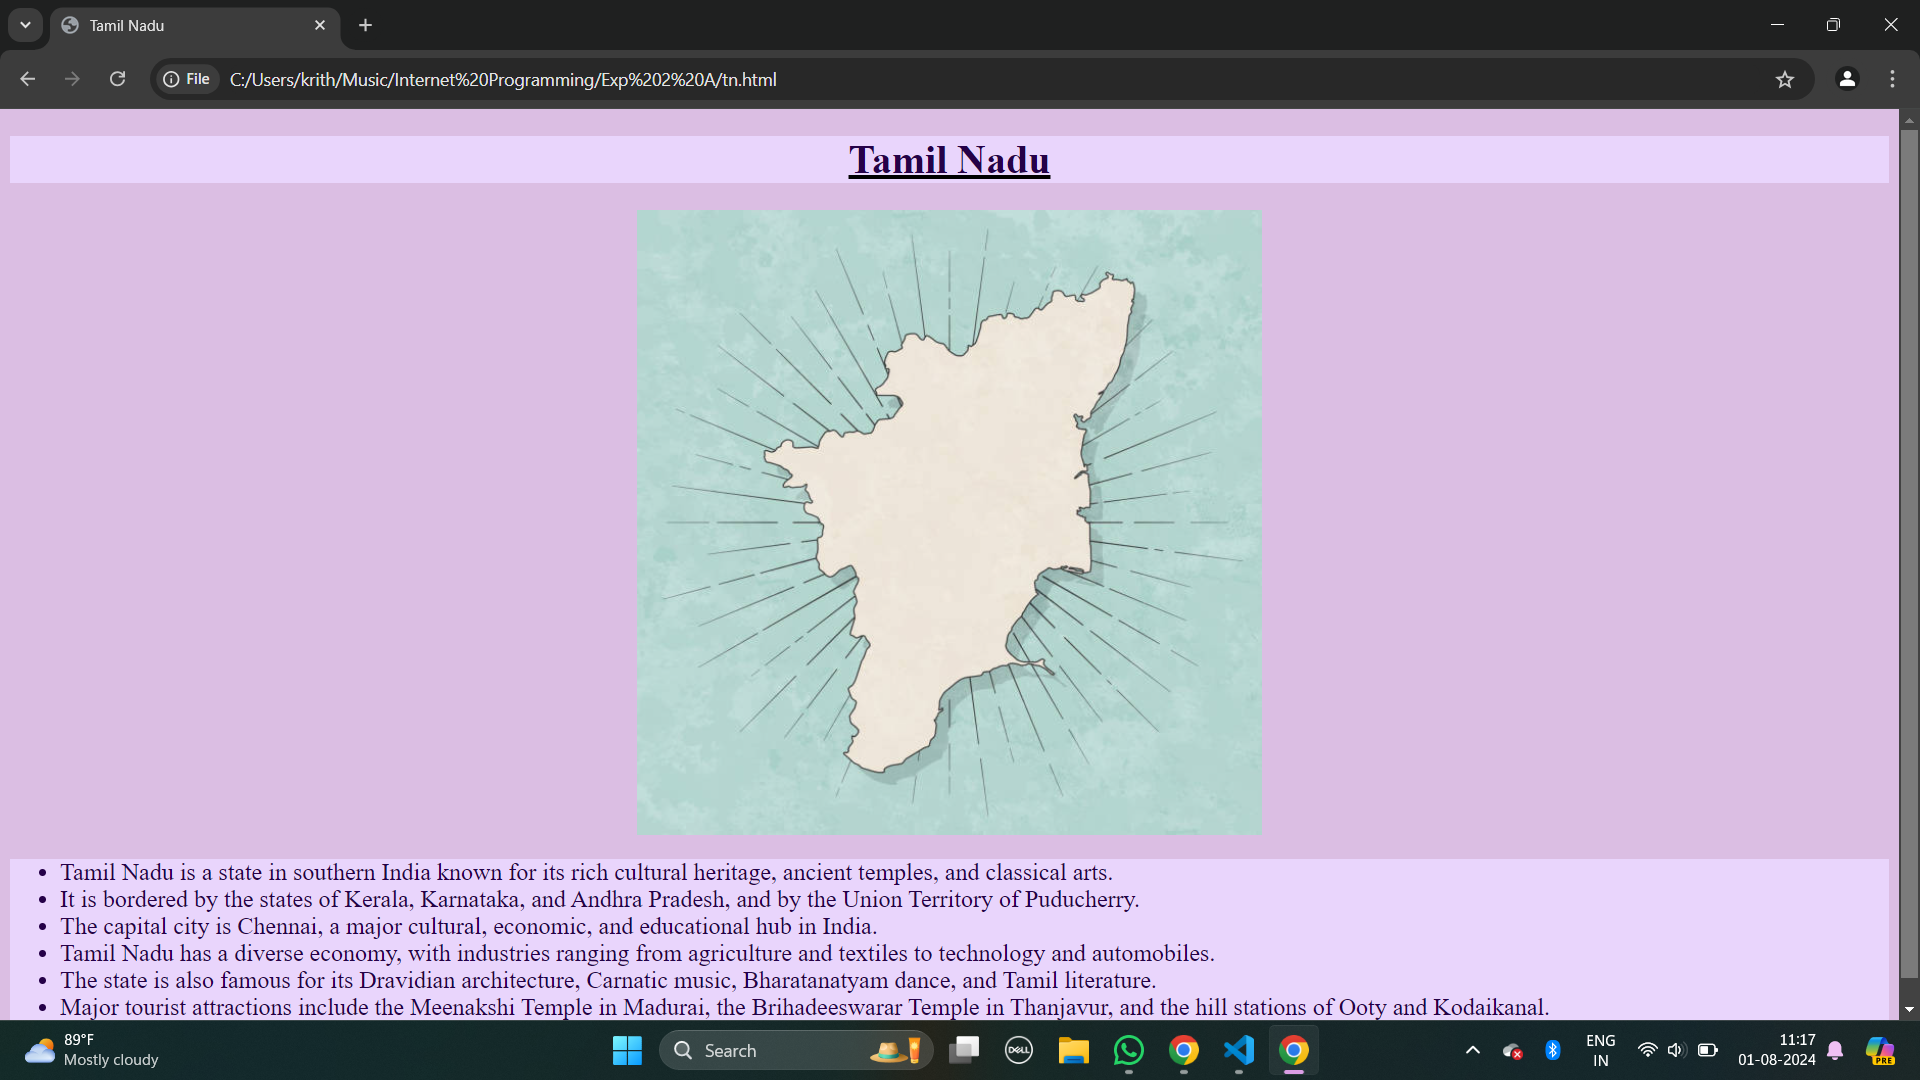 Tamil Nadu
File
C:/Users/krith/Music/Internet%20Programming/Exp%202%20A/tn.html
Tamil Nadu
• Tamil Nadu is a state in southern India known for its rich cultural heritage, ancient temples, and classical arts.
• It is bordered by the states of Kerala, Karnataka, and Andhra Pradesh, and by the Union Territory of Puducherry.
• The capital city is Chennai, a major cultural, economic, and educational hub in India.
• Tamil Nadu has a diverse economy, with industries ranging from agriculture and textiles to technology and automobiles.
• The state is also famous for its Dravidian architecture, Carnatic music, Bharatanatyam dance, and Tamil literature.
• Major tourist attractions include the Meenakshi Temple in Madurai, the Brihadeeswarar Temple in Thanjavur, and the hill stations of Ooty and Kodaikanal.
89°F
Mostly cloudy
Search
DELL
ENG
IN
11:17
01-08-2024
PRE